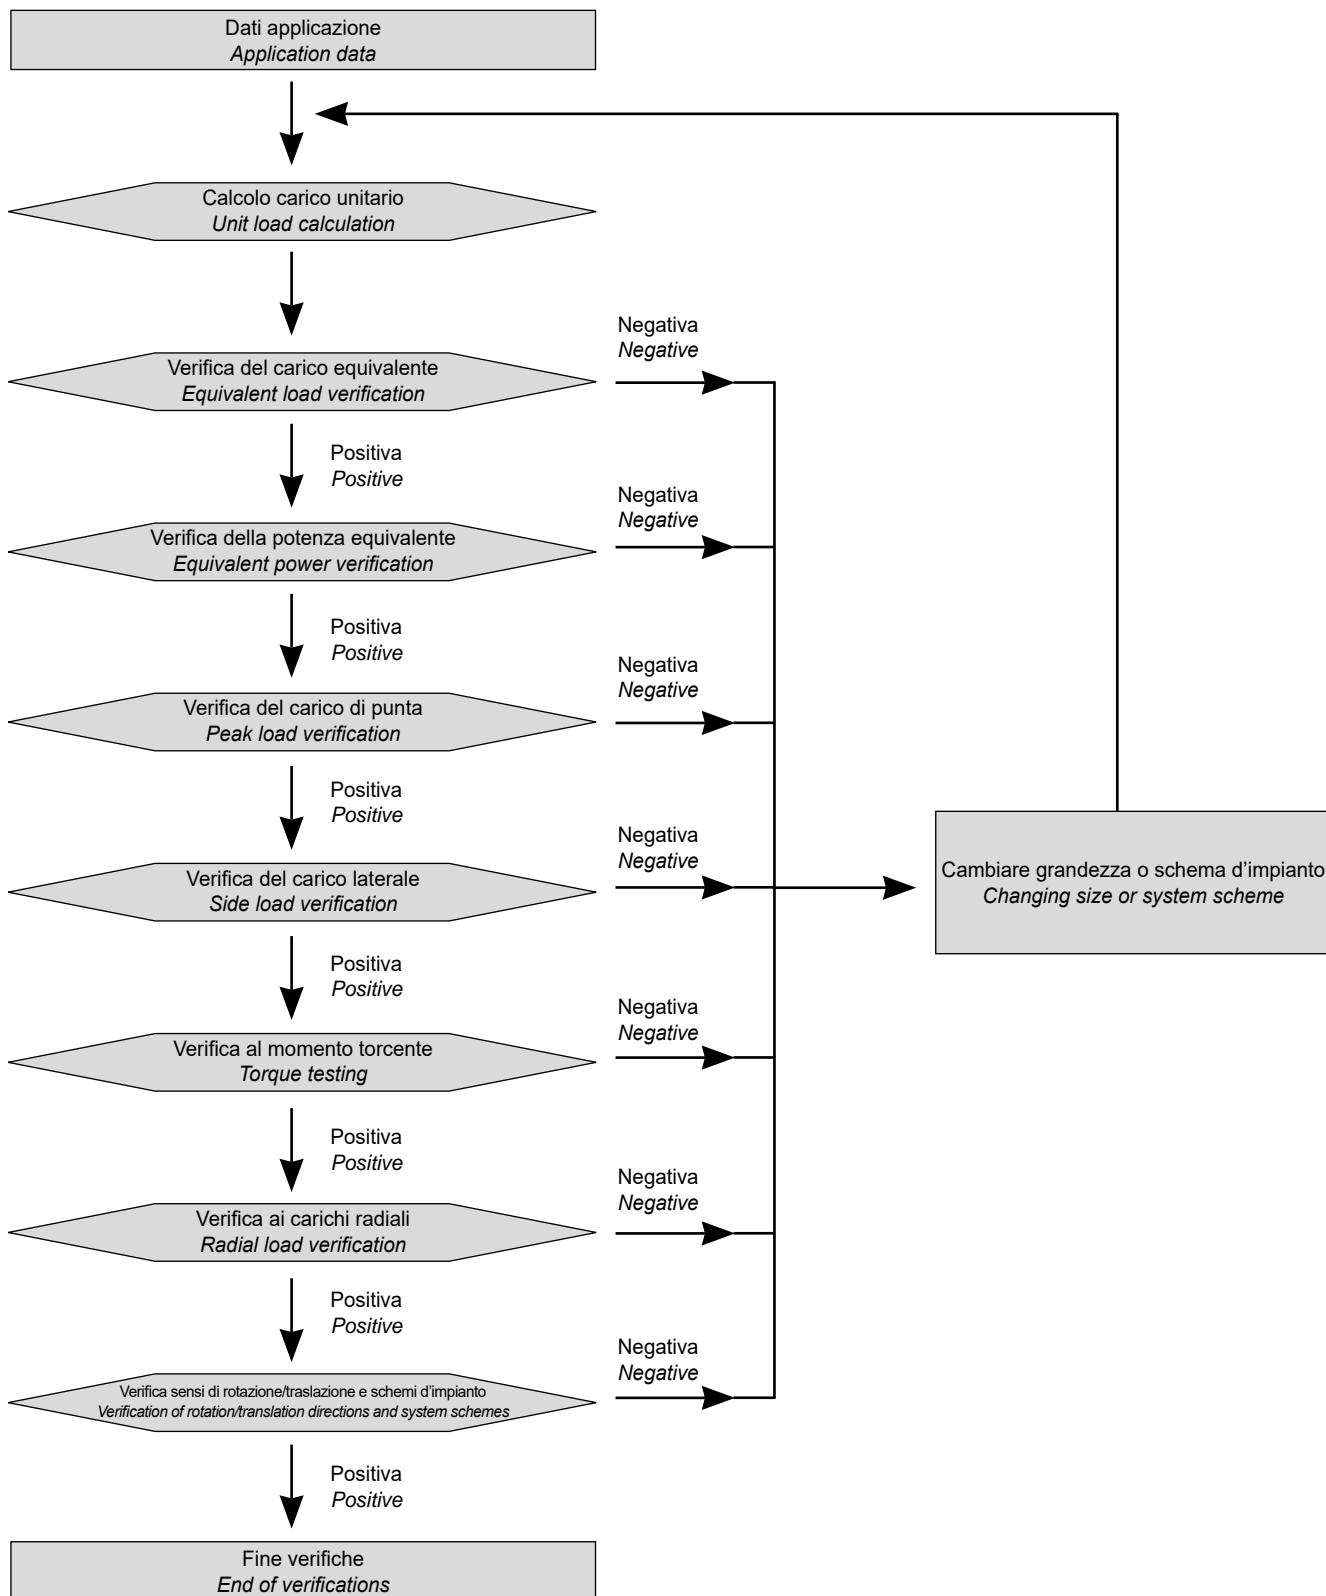 Dati applicazione
Application data
Calcolo carico unitario
Unit load calculation
Negativa
Negative
Verifica del carico equivalente
Equivalent load verification
Positiva
Positive
Negativa
Negative
Verifica della potenza equivalente
Equivalent power verification
Positiva
Positive
Negativa
Negative
Verifica del carico di punta
Peak load verification
Positiva
Positive
Negativa
Negative
Verifica del carico laterale
Side load verification
Cambiare grandezza o schema d'impianto
Changing size or system scheme
Positiva
Positive
Negativa
Negative
Verifica al momento torcente
Torque testing
Positiva
Positive
Negativa
Negative
Verifica ai carichi radiali
Radial load verification
Positiva
Positive
Negativa
Negative
Verifica sensi di rotazione/traslazione e schemi d'impianto
Verification of rotation/translation directions and system schemes
Positiva
Positive
Fine verifiche
End of verifications